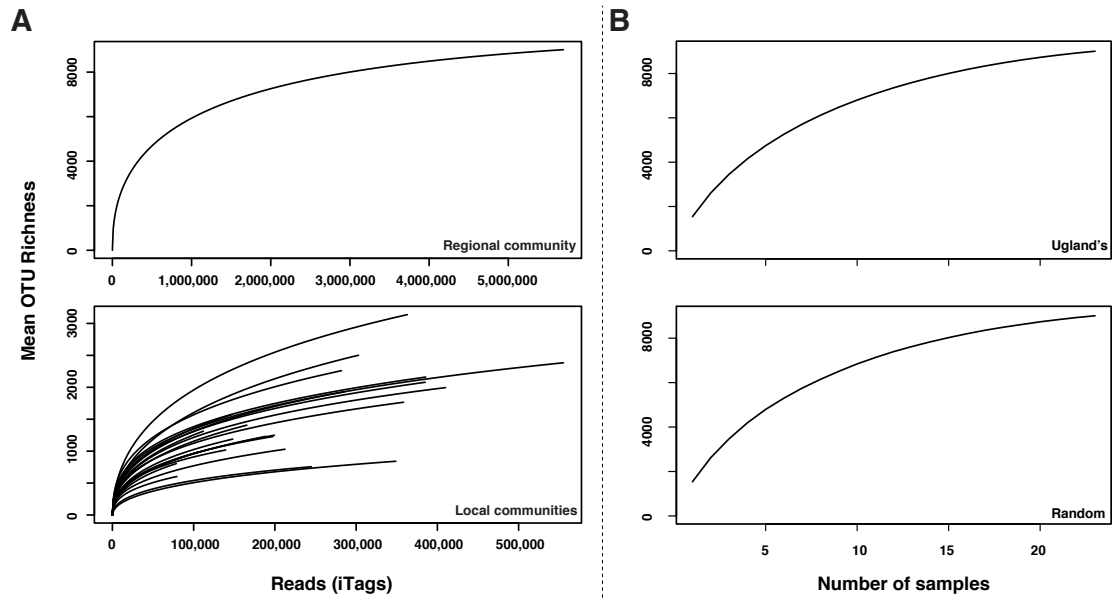 A
B
Mean OTU Richness
8000
4000
0
Regional community
0 1,000,000 2,000,000 3,000,000 4,000,000 5,000,000
3000
20000
1000
0
Local communities
0 100,000 200,000 300,000 400,000 500,000
Reads (iTags)
8000
4000
0
Ugland's
8000
4000
0
Random
5 10 15 20
Number of samples